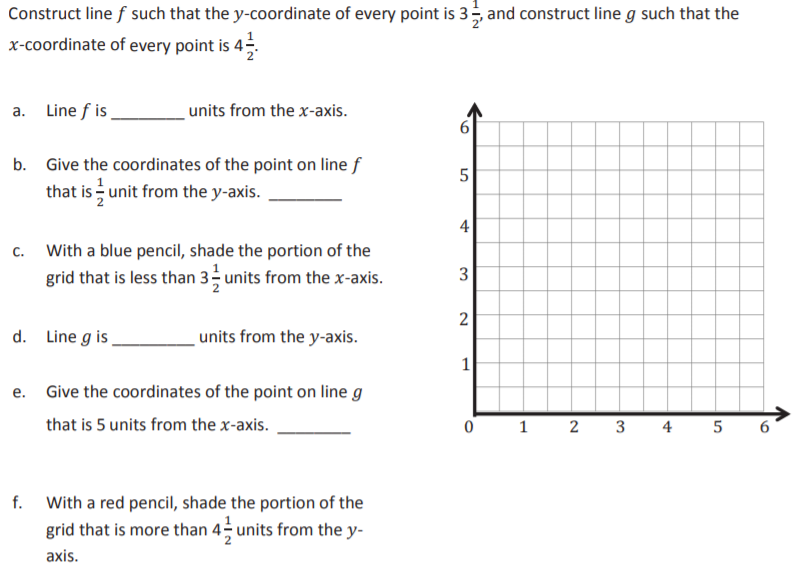 Construct line f such that the y-coordinate of every point is 3 1/2, and construct line g such that the
x-coordinate of every point is 4 1/2.
a. Line f is ________ units from the x-axis.
b. Give the coordinates of the point on line f
that is 1/2 unit from the y-axis. ________
c. With a blue pencil, shade the portion of the
grid that is less than 3 1/2 units from the x-axis.
d. Line g is _________ units from the y-axis.
e. Give the coordinates of the point on line g
that is 5 units from the x-axis. ________
f. With a red pencil, shade the portion of the
grid that is more than 4 1/2 units from the y-
axis.
6
5
4
3
2
1
0 1 2 3 4 5 6